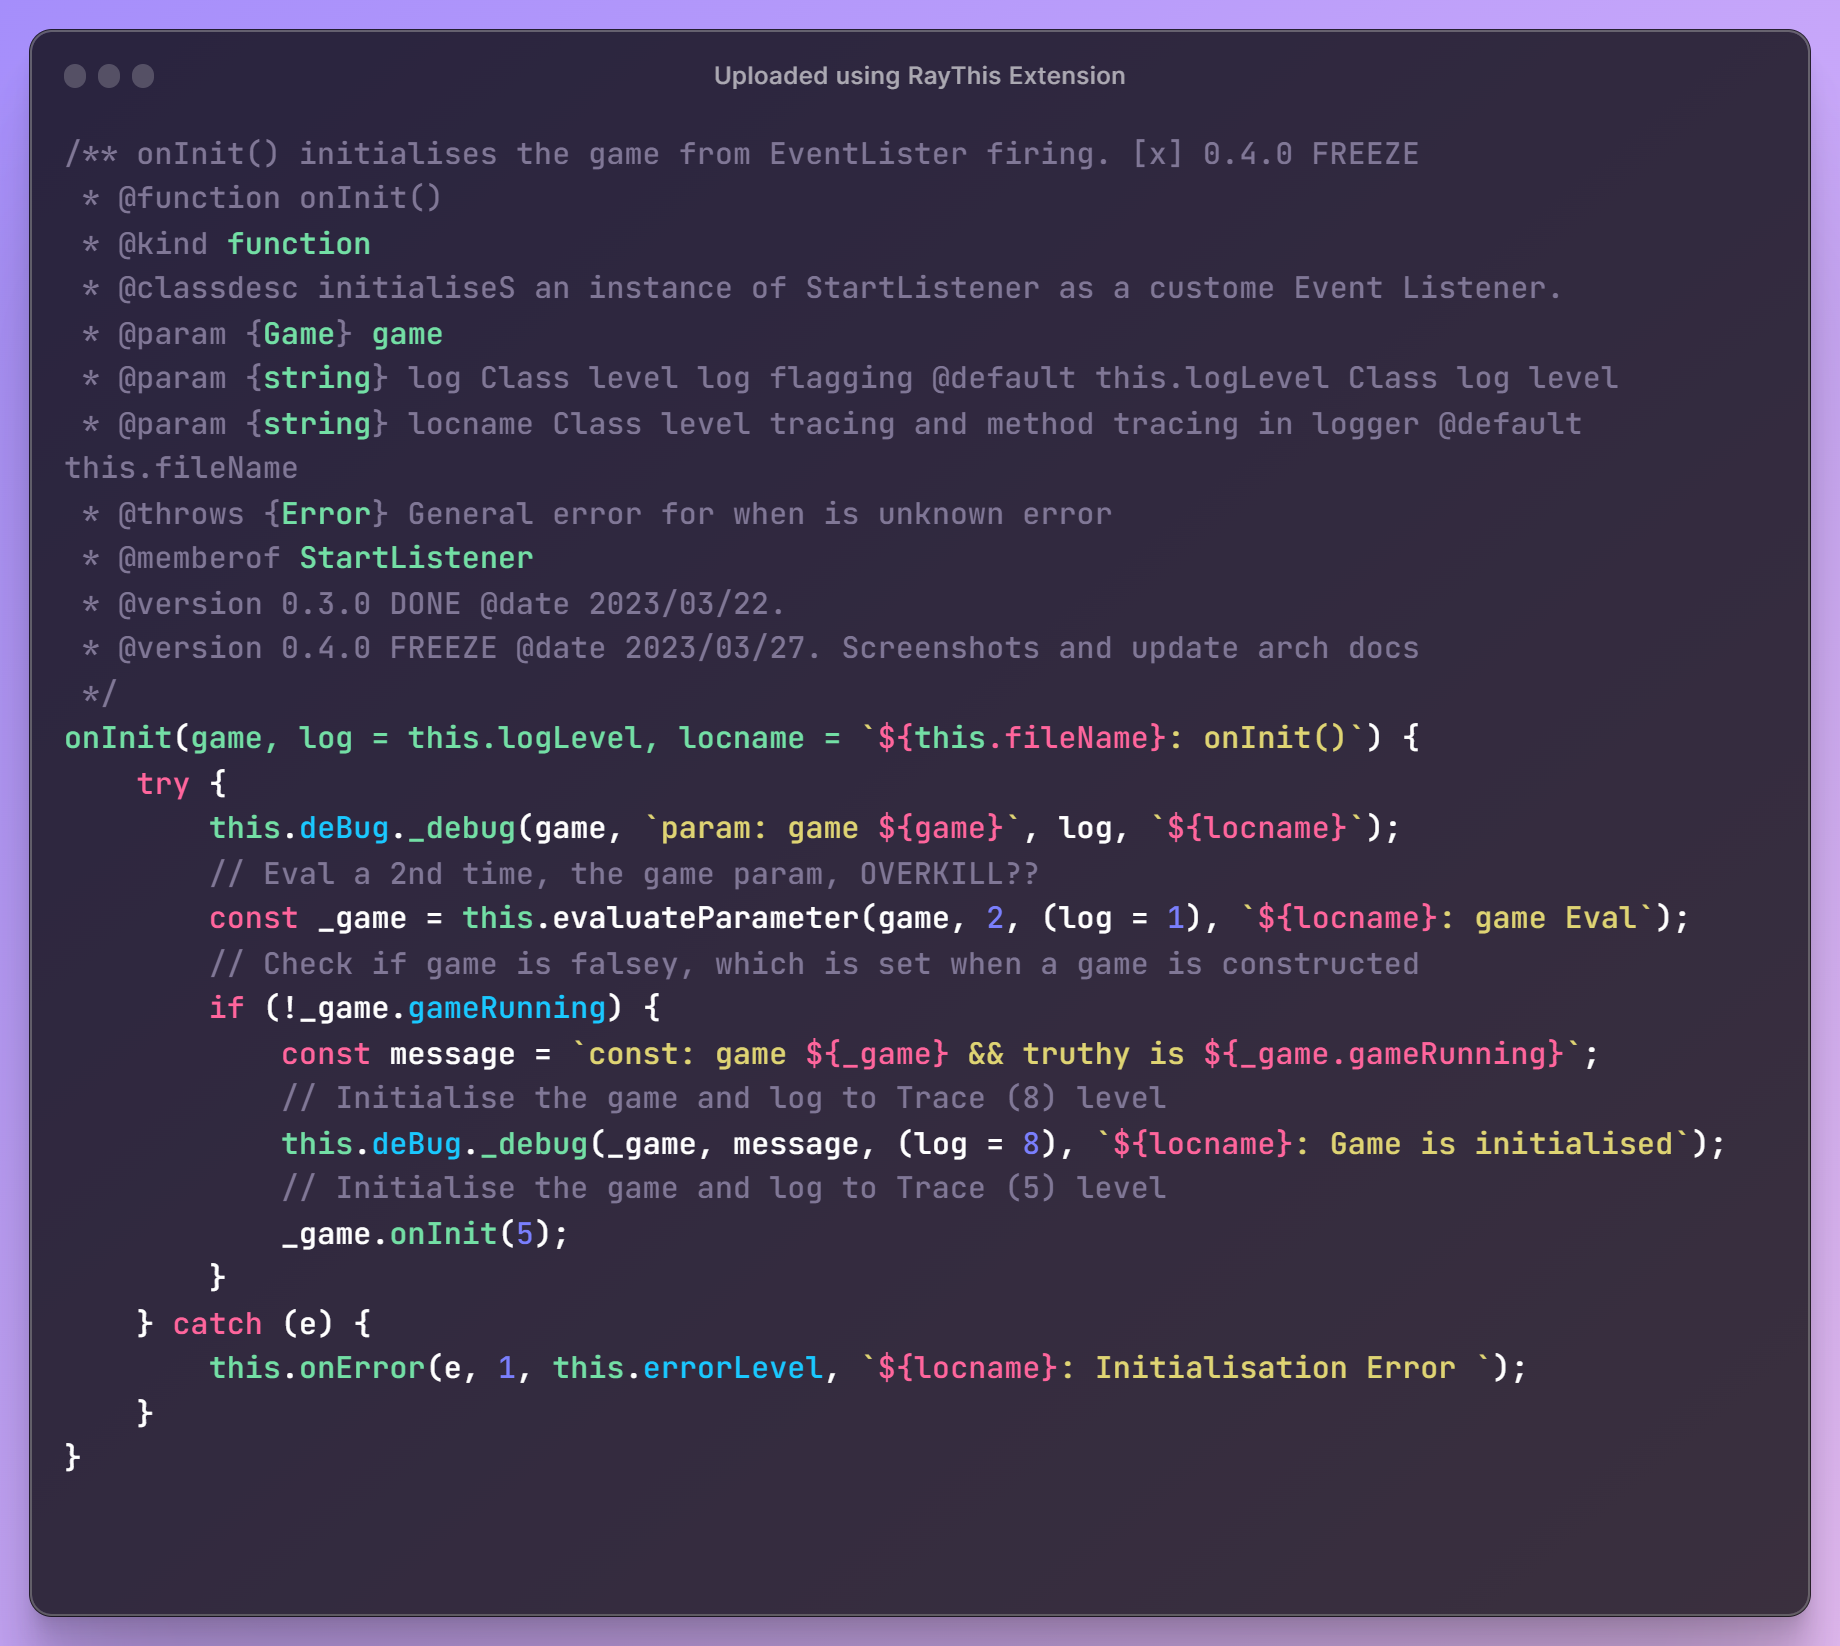 Uploaded using RayThis Extension
/** onInit() initialises the game from EventLister firing. [x] 0.4.0 FREEZE
 * @function onInit()
 * @kind function
 * @classdesc initialiseS an instance of StartListener as a custome Event Listener.
 * @param {Game} game
 * @param {string} log Class level log flagging @default this.logLevel Class log level
 * @param {string} locname Class level tracing and method tracing in logger @default
this.fileName
 * @throws {Error} General error for when is unknown error
 * @memberof StartListener
 * @version 0.3.0 DONE @date 2023/03/22.
 * @version 0.4.0 FREEZE @date 2023/03/27. Screenshots and update arch docs
 */
onInit(game, log = this.logLevel, locname = `${this.fileName}: onInit()`) {
    try {
        this.deBug._debug(game, `param: game ${game}`, log, `${locname}`);
        // Eval a 2nd time, the game param, OVERKILL??
        const _game = this.evaluateParameter(game, 2, (log = 1), `${locname}: game Eval`);
        // Check if game is falsey, which is set when a game is constructed
        if (!_game.gameRunning) {
            const message = `const: game ${_game} && truthy is ${_game.gameRunning}`;
            // Initialise the game and log to Trace (8) level
            this.deBug._debug(_game, message, (log = 8), `${locname}: Game is initialised`);
            // Initialise the game and log to Trace (5) level
            _game.onInit(5);
        }
    } catch (e) {
        this.onError(e, 1, this.errorLevel, `${locname}: Initialisation Error `);
    }
}